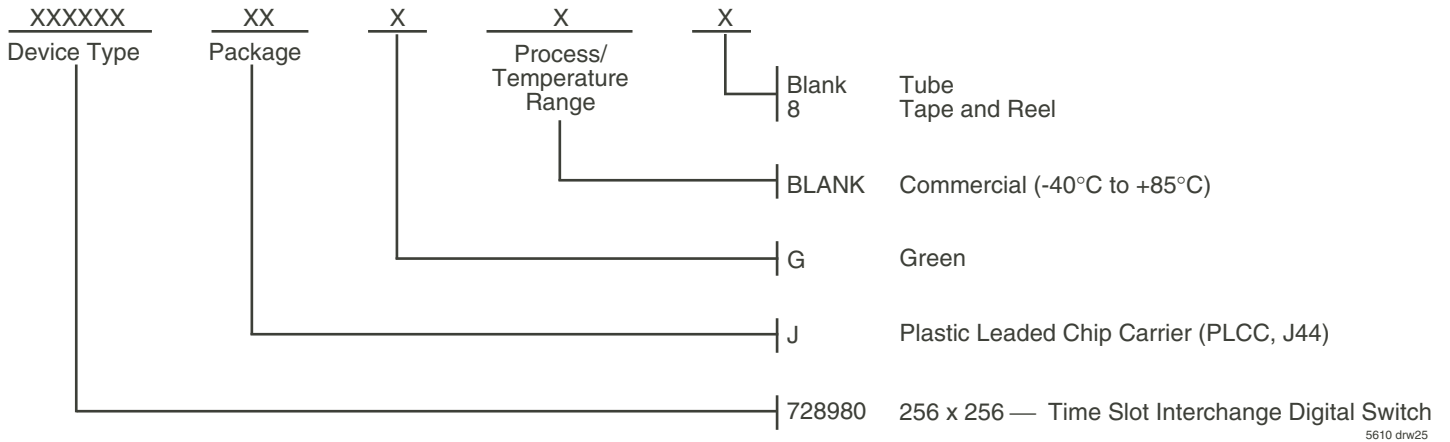 XXXXXX XX X X X
Device Type Package Process/
Temperature
Range
Blank Tube
8 Tape and Reel
BLANK Commercial (-40°C to +85°C)
G Green
J Plastic Leaded Chip Carrier (PLCC, J44)
728980 256 x 256 — Time Slot Interchange Digital Switch
5610 drw25